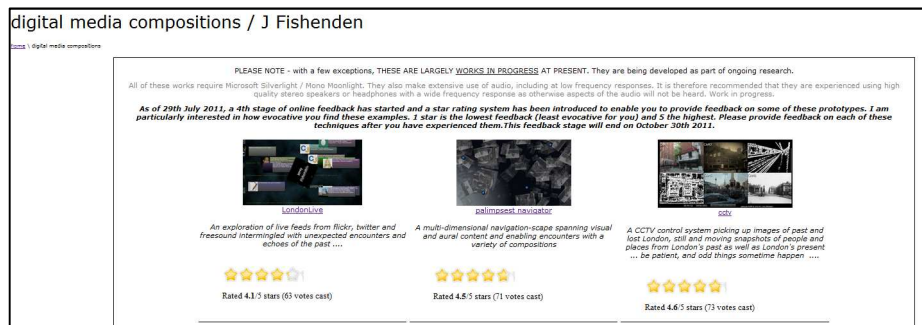 digital media compositions / J Fishenden
home \ digital media compositions
PLEASE NOTE - with a few exceptions, THESE ARE LARGELY WORKS IN PROGRESS AT PRESENT. They are being developed as part of ongoing research.
All of these works require Microsoft Silverlight / Mono Moonlight. They also make extensive use of audio, including at low frequency responses. It is therefore recommended that they are experienced using high
quality stereo speakers or headphones with a wide frequency response as otherwise aspects of the audio will not be heard. Work in progress.
As of 29th July 2011, a 4th stage of online feedback has started and a star rating system has been introduced to enable you to provide feedback on some of these prototypes. I am
particularly interested in how evocative you find these examples. 1 star is the lowest feedback (least evocative for you) and 5 the highest. Please provide feedback on each of these
techniques after you have experienced them.This feedback stage will end on October 30th 2011.
LondonLive
An exploration of live feeds from flickr, twitter and
freesound intermingled with unexpected encounters and
echoes of the past ....
Rated 4.1/5 stars (63 votes cast)
palimpsest navigator
A multi-dimensional navigation-scape spanning visual
and aural content and enabling encounters with a
variety of compositions
Rated 4.5/5 stars (71 votes cast)
cctv
A CCTV control system picking up images of past and
lost London, still and moving snapshots of people and
places from London's past as well as London's present
... be patient, and odd things sometime happen ....
Rated 4.6/5 stars (73 votes cast)